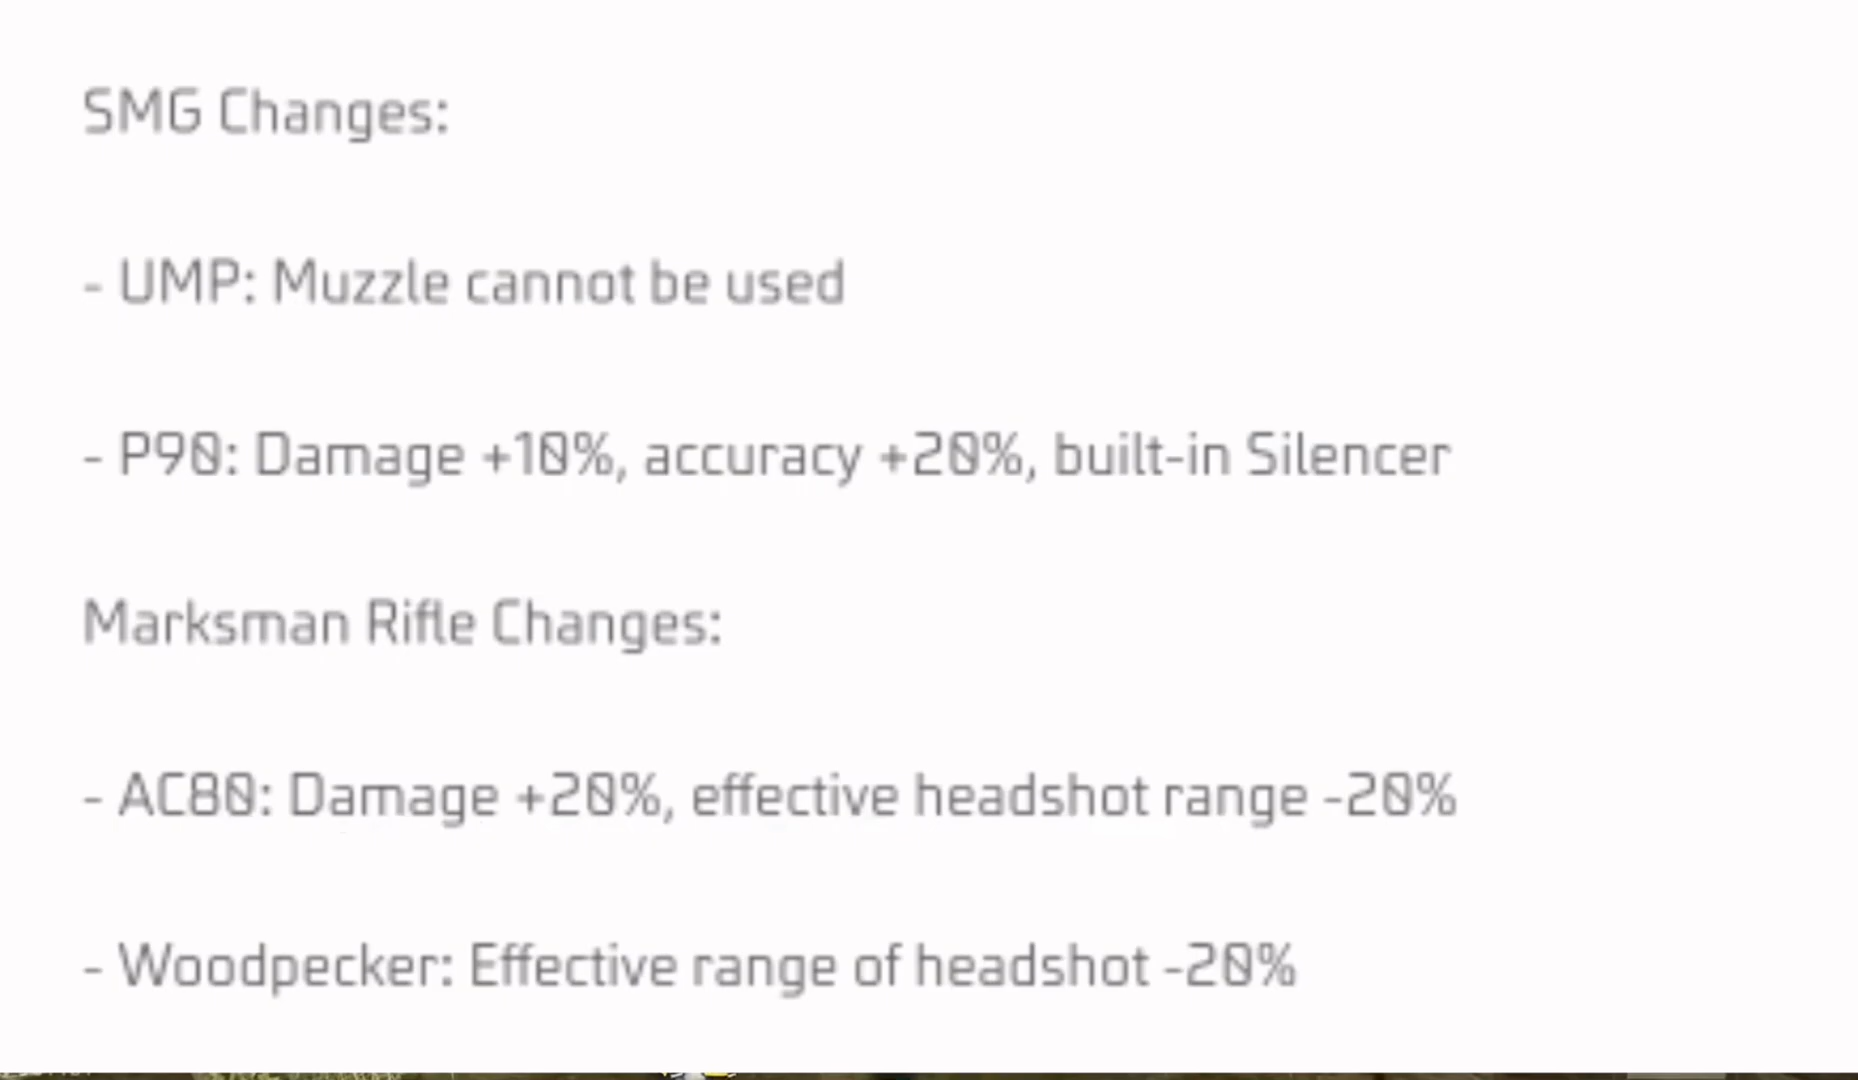 SMG Changes:
- UMP: Muzzle cannot be used
- P90: Damage +10%, accuracy +20%, built-in Silencer
Marksman Rifle Changes:
- AC80: Damage +20%, effective headshot range -20%
- Woodpecker: Effective range of headshot -20%